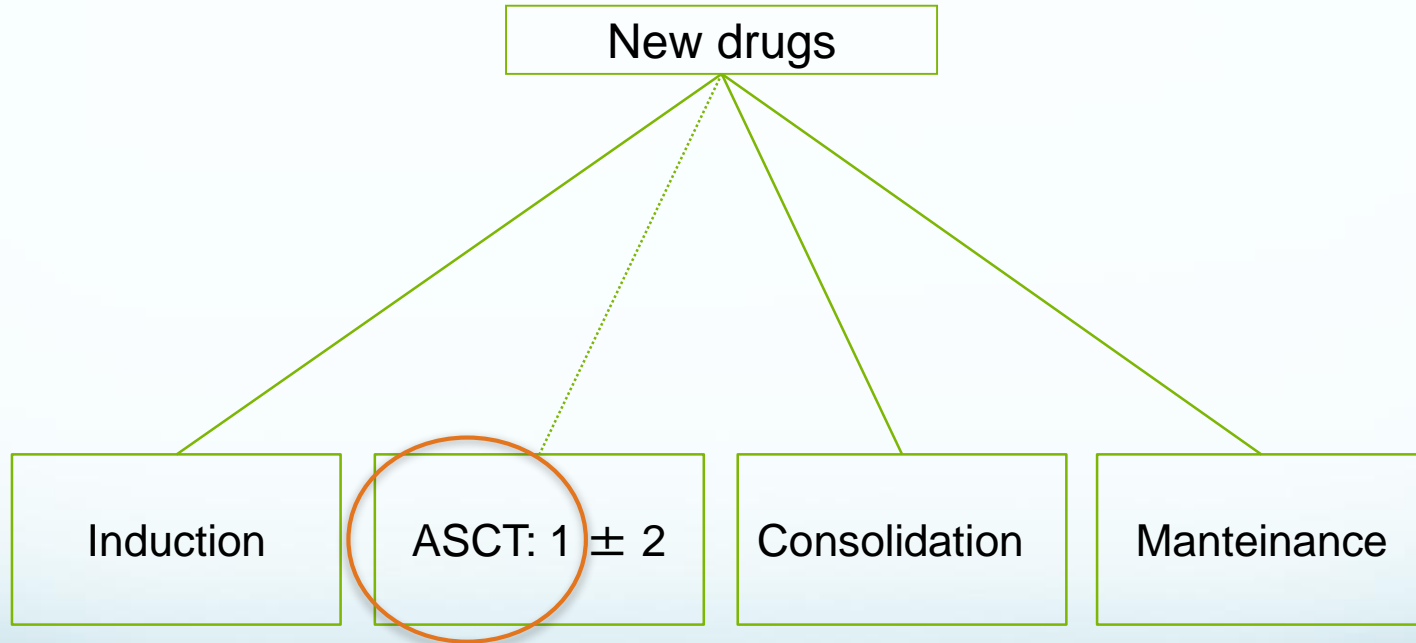 New drugs
Induction
ASCT: 1 ± 2
Consolidation
Manteinance